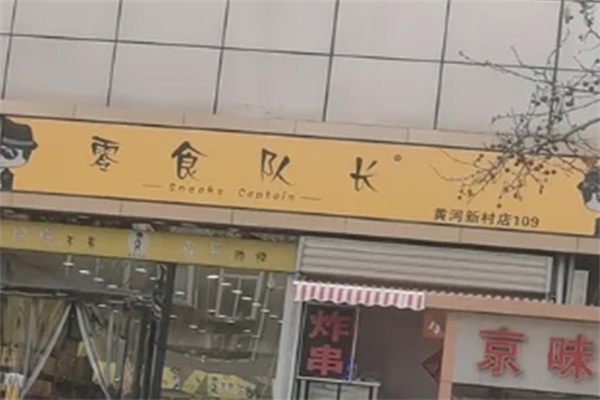 零食队长
Snacks Captain
黄河新村店109
炸
串
京味